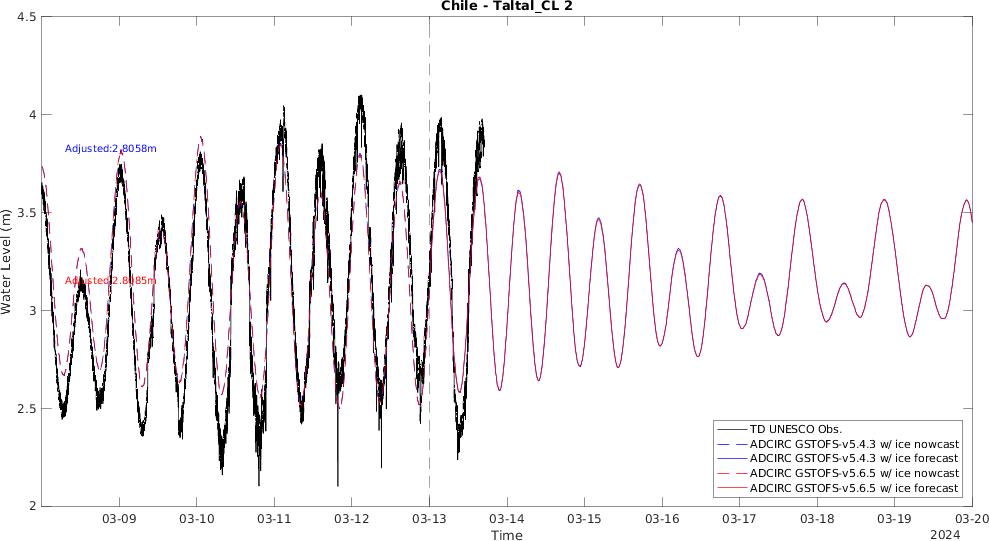 Chile - Taltal_CL 2
4.5
4
3.5
3
2.5
2
Water Level (m)
Adjusted:2.8058m
Adjusted:2.8085m
TD UNESCO Obs.
ADCIRC GSTOFS-v5.4.3 w/ ice nowcast
ADCIRC GSTOFS-v5.4.3 w/ ice forecast
ADCIRC GSTOFS-v5.6.5 w/ ice nowcast
ADCIRC GSTOFS-v5.6.5 w/ ice forecast
03-09 03-10 03-11 03-12 03-13 03-14 03-15 03-16 03-17 03-18 03-19 03-20
Time
2024